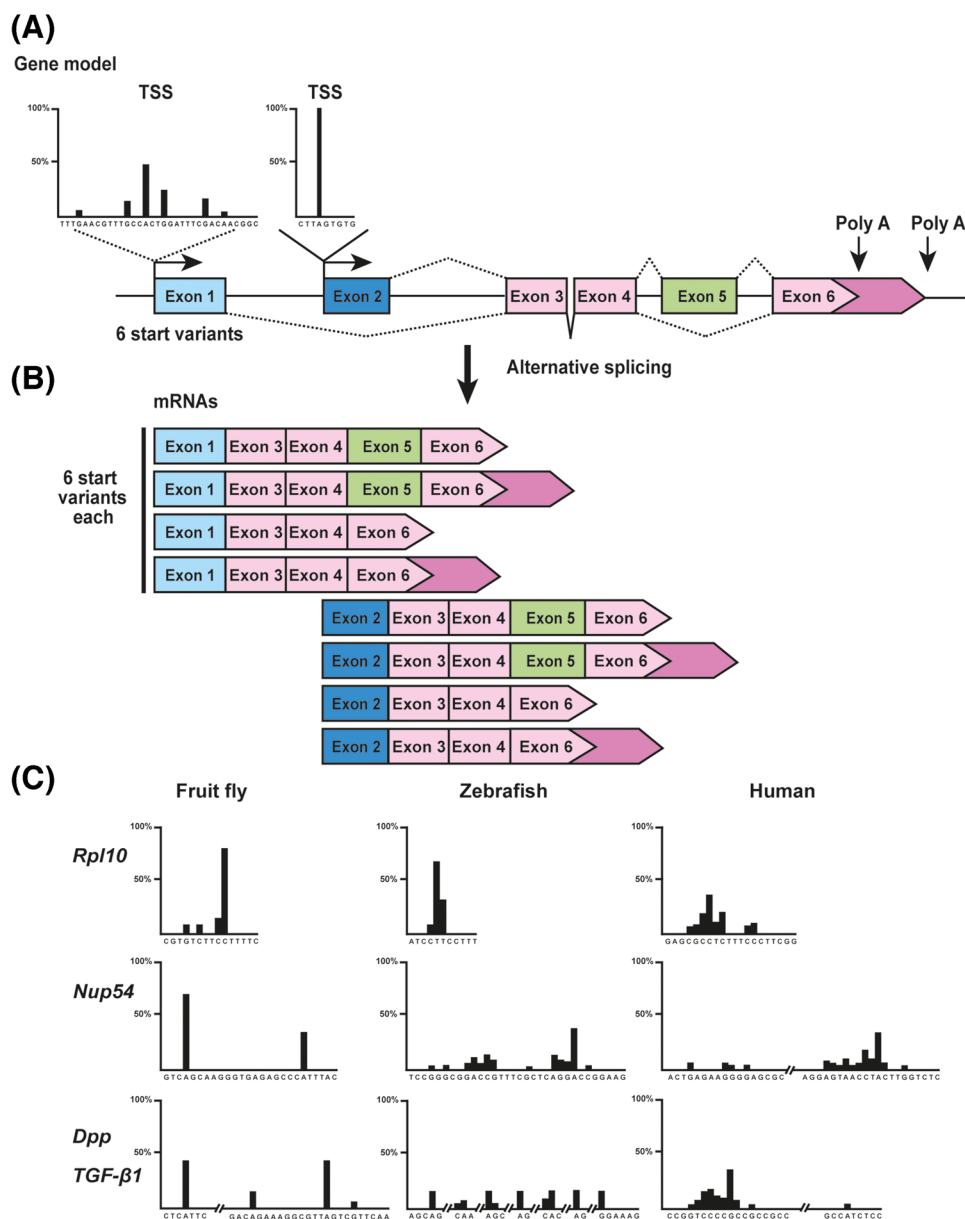 (A)
Gene model
TSS
TSS
100%
50%
100%
50%
TTTGAACGTTTGCCACTGGATTTCGACAACGGC
CTTAGTGTG
Poly A
Poly A
Exon 1
Exon 2
Exon 3
Exon 4
Exon 5
Exon 6
6 start variants
Alternative splicing
(B)
mRNAs
6 start
variants
each
Exon 1 Exon 3 Exon 4 Exon 5 Exon 6
Exon 1 Exon 3 Exon 4 Exon 5 Exon 6
Exon 1 Exon 3 Exon 4 Exon 6
Exon 1 Exon 3 Exon 4 Exon 6
Exon 2 Exon 3 Exon 4 Exon 5 Exon 6
Exon 2 Exon 3 Exon 4 Exon 5 Exon 6
Exon 2 Exon 3 Exon 4 Exon 6
Exon 2 Exon 3 Exon 4 Exon 6
(C)
Fruit fly
Zebrafish
Human
Rpl10
100%
50%
CGTGTCTTCCTTTTC
100%
50%
ATCCTTCCTTT
100%
50%
GAGCGCCTCTTTCCCTTCGG
Nup54
100%
50%
GTCAGCAAGGGTGAGAGCCCATTTAC
100%
50%
TCCGGGCGGACCGTTTCGCTCAGGACCGGAAG
100%
50%
ACTGAGAAGGGGAGCGC // AGGAGTAACCTACTTGGTCTC
Dpp
TGF-β1
100%
50%
CTCATTC // GACAGAAAGGCGTTAGTCGTTCAA
100%
50%
AGCAG // CAA // AGC // AG // CAC // AG // GGAAAG
100%
50%
CCGGTCCCCGCCGCCGCC // GCCATCTCC